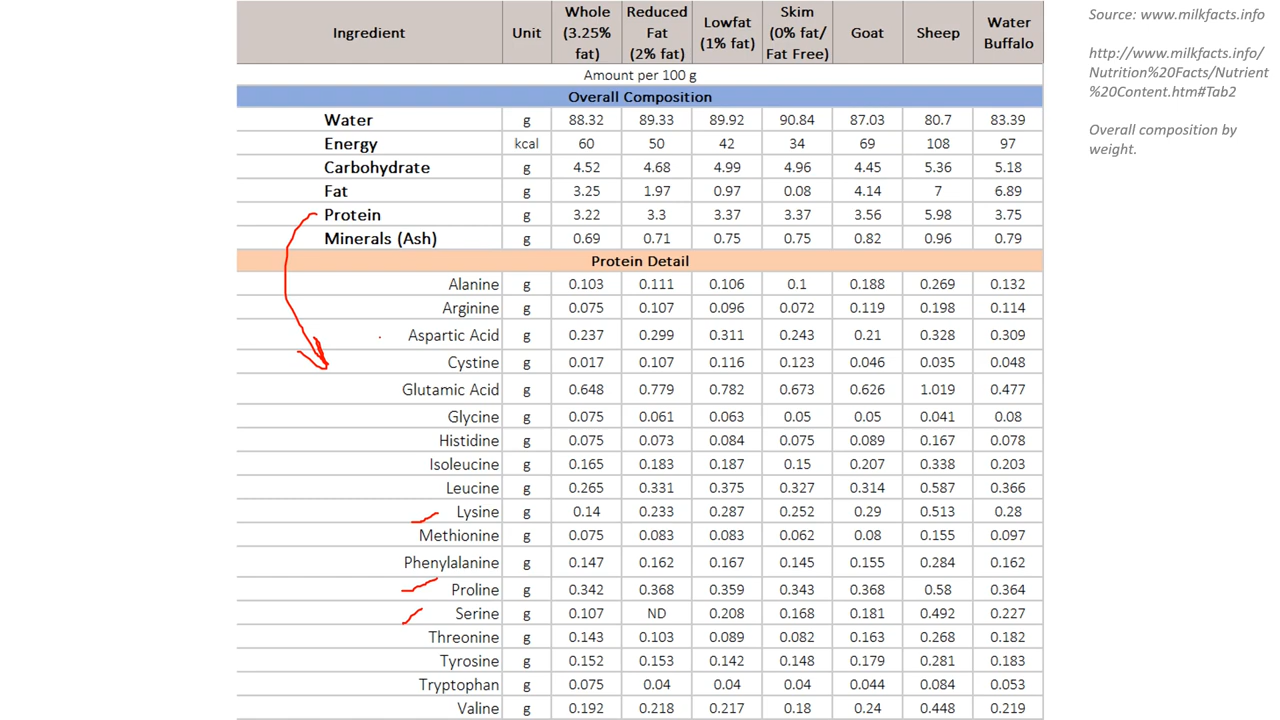 Ingredient Unit Whole (3.25% fat) Reduced Fat (2% fat) Lowfat (1% fat) Skim (0% fat/ Fat Free) Goat Sheep Water Buffalo
Amount per 100 g
Overall Composition
Water g 88.32 89.33 89.92 90.84 87.03 80.7 83.39
Energy kcal 60 50 42 34 69 108 97
Carbohydrate g 4.52 4.68 4.99 4.96 4.45 5.36 5.18
Fat g 3.25 1.97 0.97 0.08 4.14 7 6.89
Protein g 3.22 3.3 3.37 3.37 3.56 5.98 3.75
Minerals (Ash) g 0.69 0.71 0.75 0.75 0.82 0.96 0.79
Protein Detail
Alanine g 0.103 0.111 0.106 0.1 0.188 0.269 0.132
Arginine g 0.075 0.107 0.096 0.072 0.119 0.198 0.114
Aspartic Acid g 0.237 0.299 0.311 0.243 0.21 0.328 0.309
Cystine g 0.017 0.107 0.116 0.123 0.046 0.035 0.048
Glutamic Acid g 0.648 0.779 0.782 0.673 0.626 1.019 0.477
Glycine g 0.075 0.061 0.063 0.05 0.05 0.041 0.08
Histidine g 0.075 0.073 0.084 0.075 0.089 0.167 0.078
Isoleucine g 0.165 0.183 0.187 0.15 0.207 0.338 0.203
Leucine g 0.265 0.331 0.375 0.327 0.314 0.587 0.366
Lysine g 0.14 0.233 0.287 0.252 0.29 0.513 0.28
Methionine g 0.075 0.083 0.083 0.062 0.08 0.155 0.097
Phenylalanine g 0.147 0.162 0.167 0.145 0.155 0.284 0.162
Proline g 0.342 0.368 0.359 0.343 0.368 0.58 0.364
Serine g 0.107 ND 0.208 0.168 0.181 0.492 0.227
Threonine g 0.143 0.103 0.089 0.082 0.163 0.268 0.182
Tyrosine g 0.152 0.153 0.142 0.148 0.179 0.281 0.183
Tryptophan g 0.075 0.04 0.04 0.04 0.044 0.084 0.053
Valine g 0.192 0.218 0.217 0.18 0.24 0.448 0.219
Source: www.milkfacts.info
http://www.milkfacts.info/
Nutrition%20Facts/Nutrient
%20Content.htm#Tab2
Overall composition by
weight.